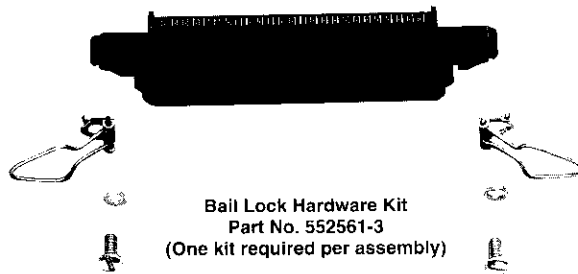 Bail Lock Hardware Kit
Part No. 552561-3
(One kit required per assembly)